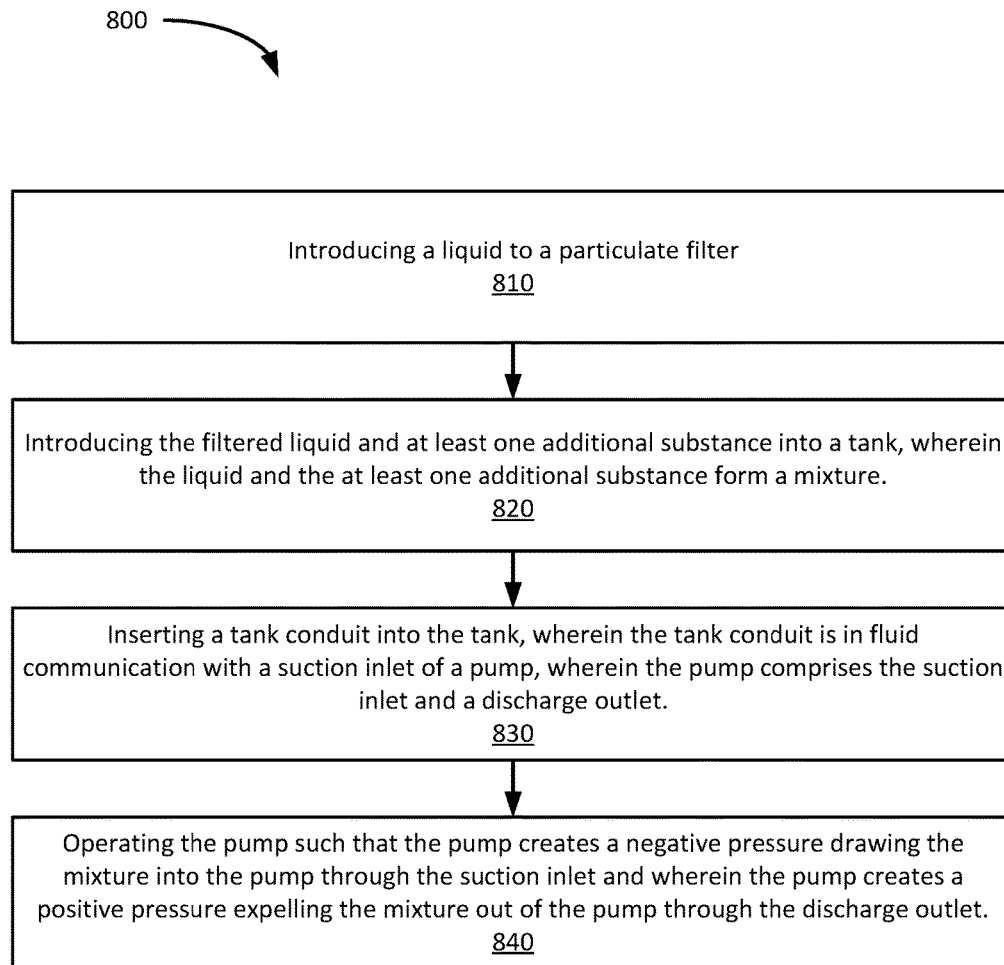 800
Introducing a liquid to a particulate filter
810
Introducing the filtered liquid and at least one additional substance into a tank, wherein
the liquid and the at least one additional substance form a mixture.
820
Inserting a tank conduit into the tank, wherein the tank conduit is in fluid
communication with a suction inlet of a pump, wherein the pump comprises the suction
inlet and a discharge outlet.
830
Operating the pump such that the pump creates a negative pressure drawing the
mixture into the pump through the suction inlet and wherein the pump creates a
positive pressure expelling the mixture out of the pump through the discharge outlet.
840